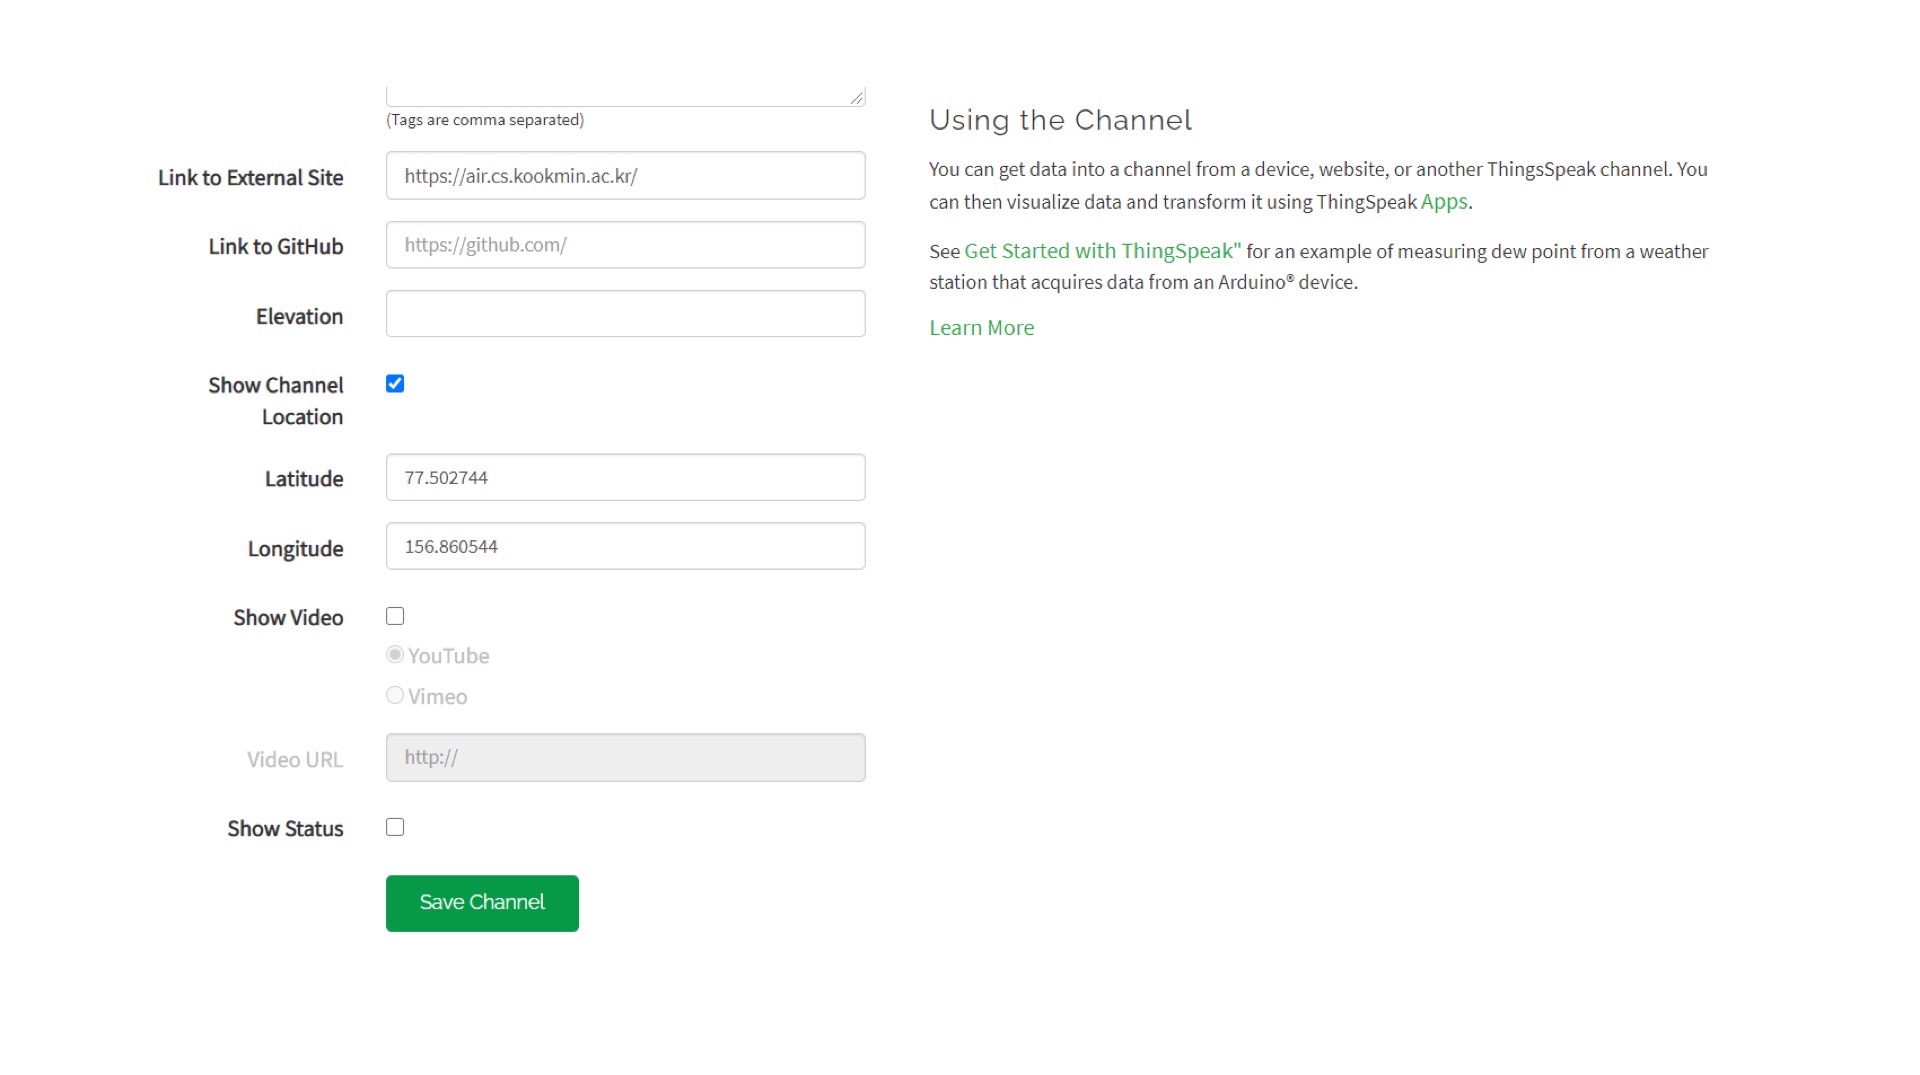 (Tags are comma separated)
Link to External Site
https://air.cs.kookmin.ac.kr/
Link to GitHub
https://github.com/
Elevation
Show Channel
Location
Latitude
77.502744
Longitude
156.860544
Show Video
YouTube
Vimeo
Video URL
http://
Show Status
Save Channel
Using the Channel
You can get data into a channel from a device, website, or another ThingsSpeak channel. You
can then visualize data and transform it using ThingSpeak Apps.
See Get Started with ThingSpeak" for an example of measuring dew point from a weather
station that acquires data from an Arduino® device.
Learn More